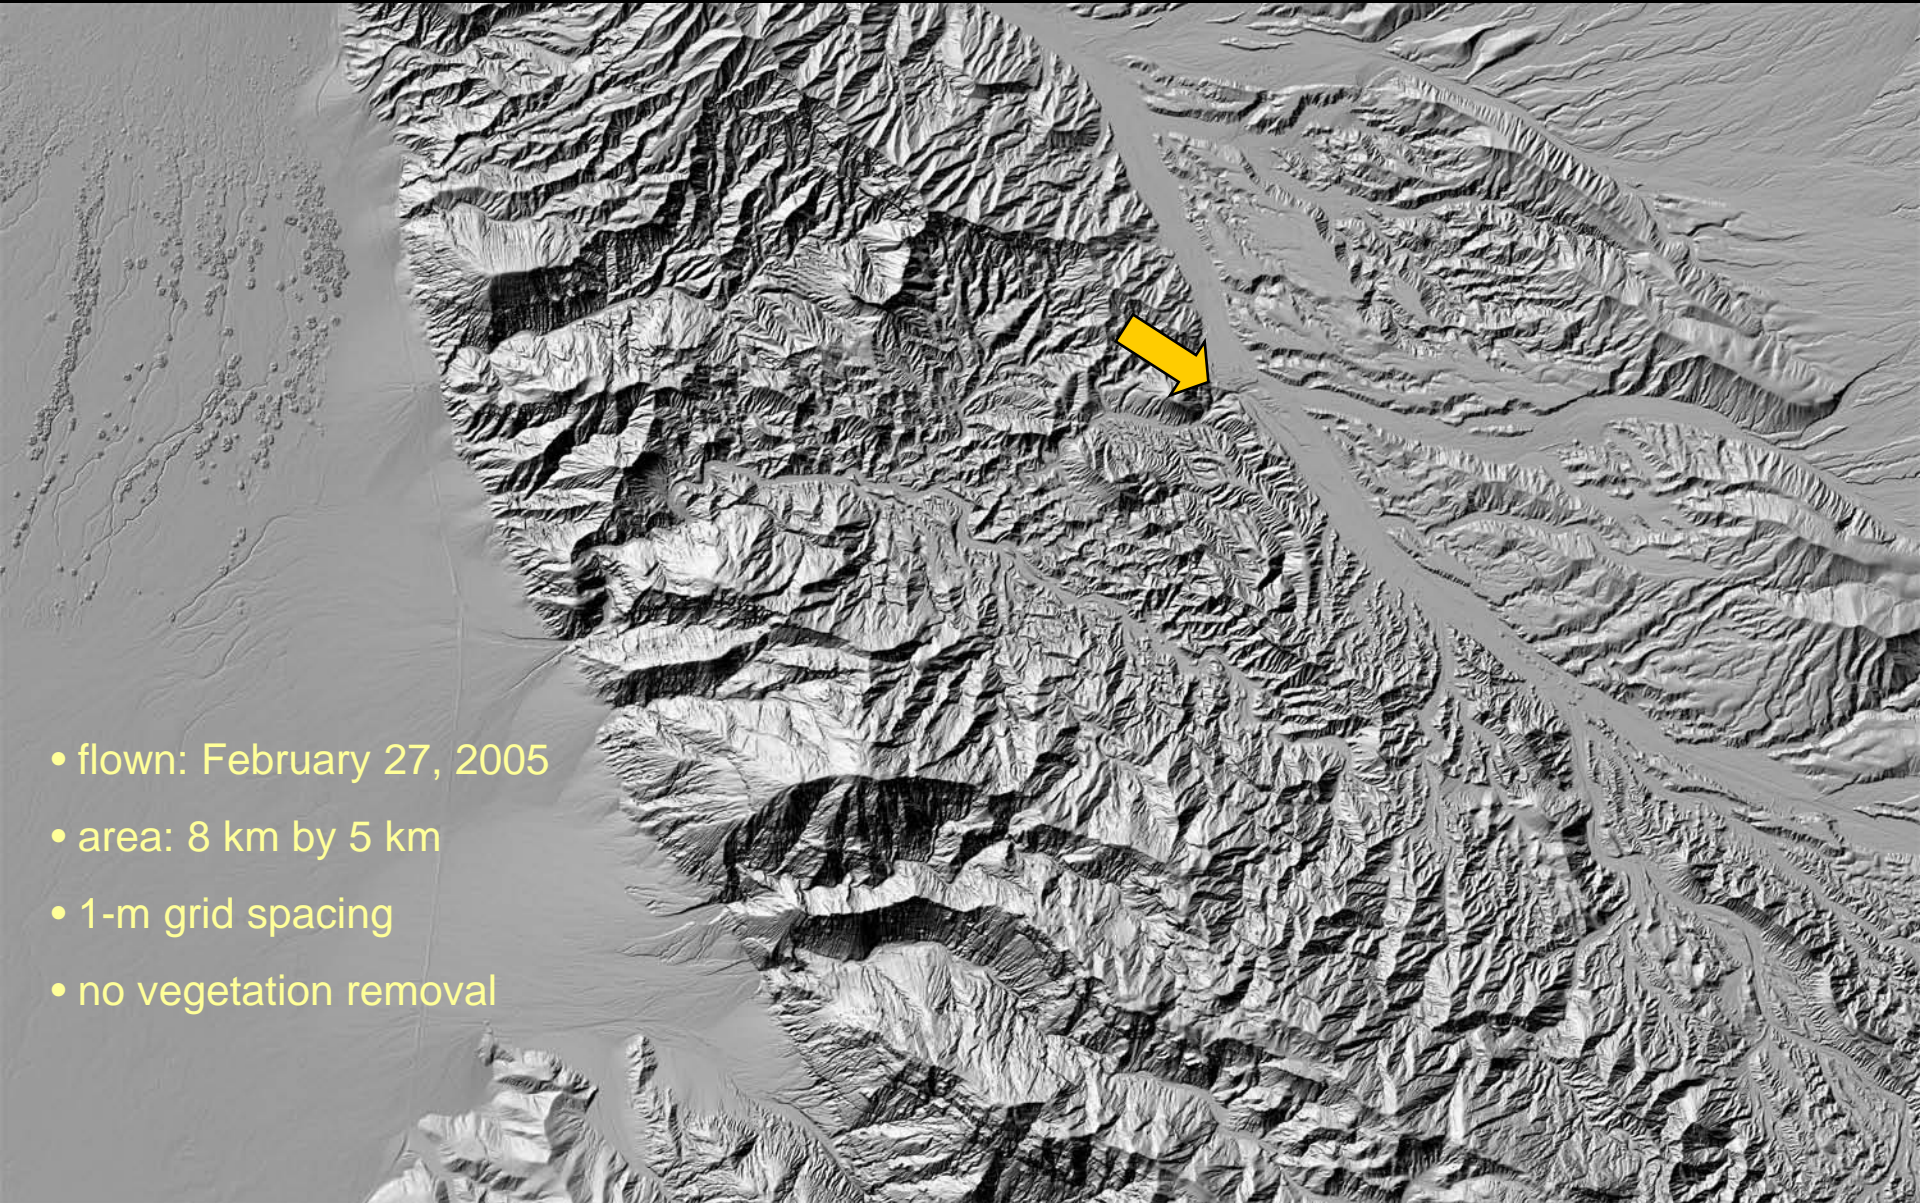 • flown: February 27, 2005
• area: 8 km by 5 km
• 1-m grid spacing
• no vegetation removal